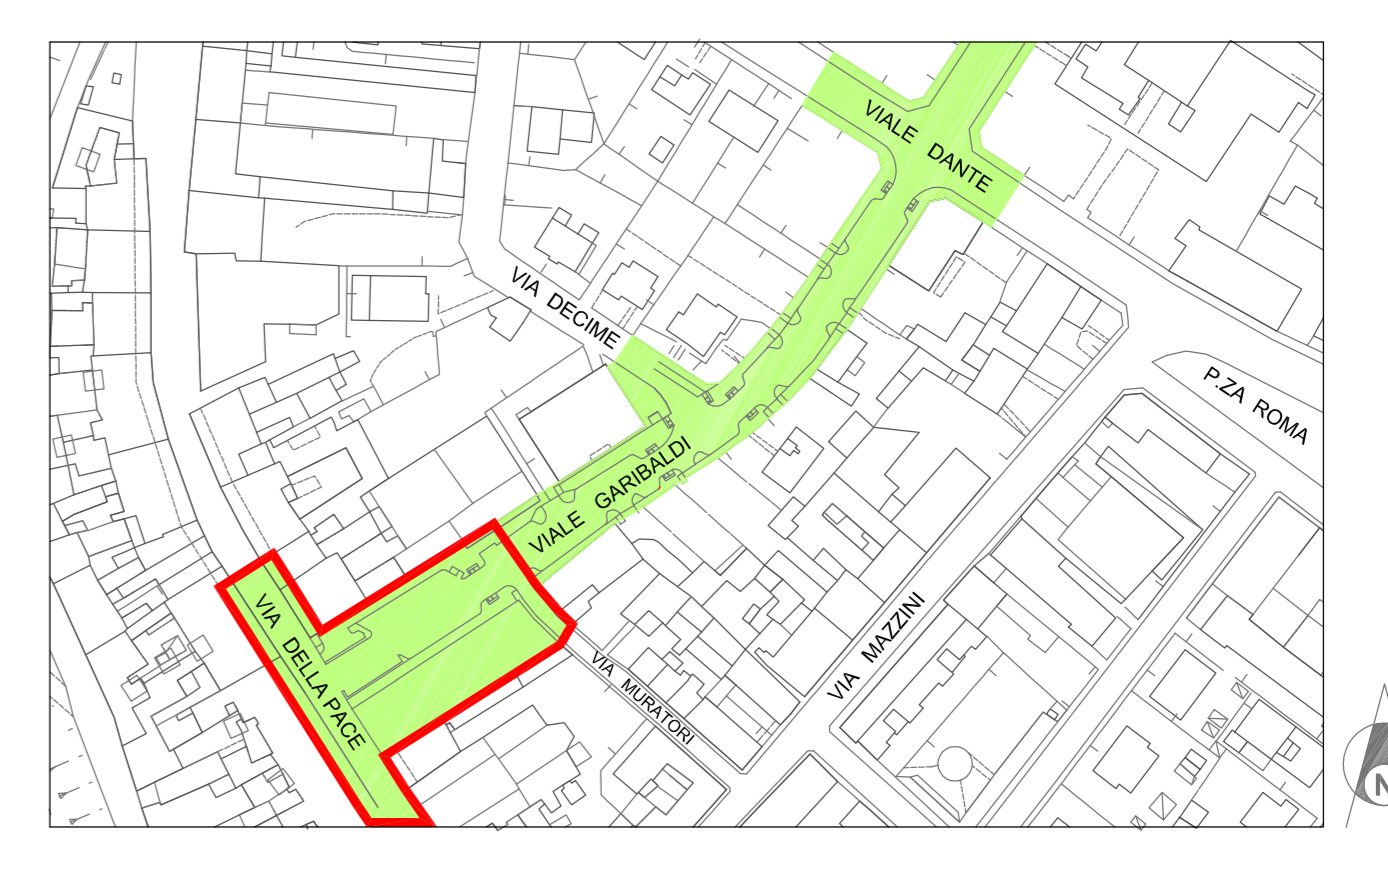 VIALE DANTE
VIA DECIME
P.ZA ROMA
VIALE GARIBALDI
VIA DELLA PACE
VIA MAZZINI
VIA MURATORI
N